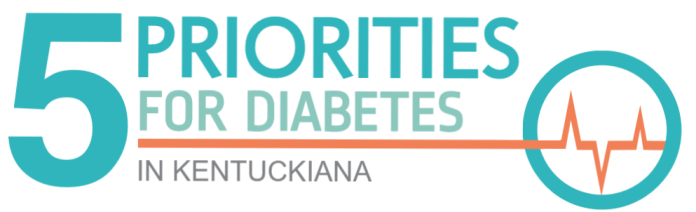 5 PRIORITIES
FOR DIABETES
IN KENTUCKIANA